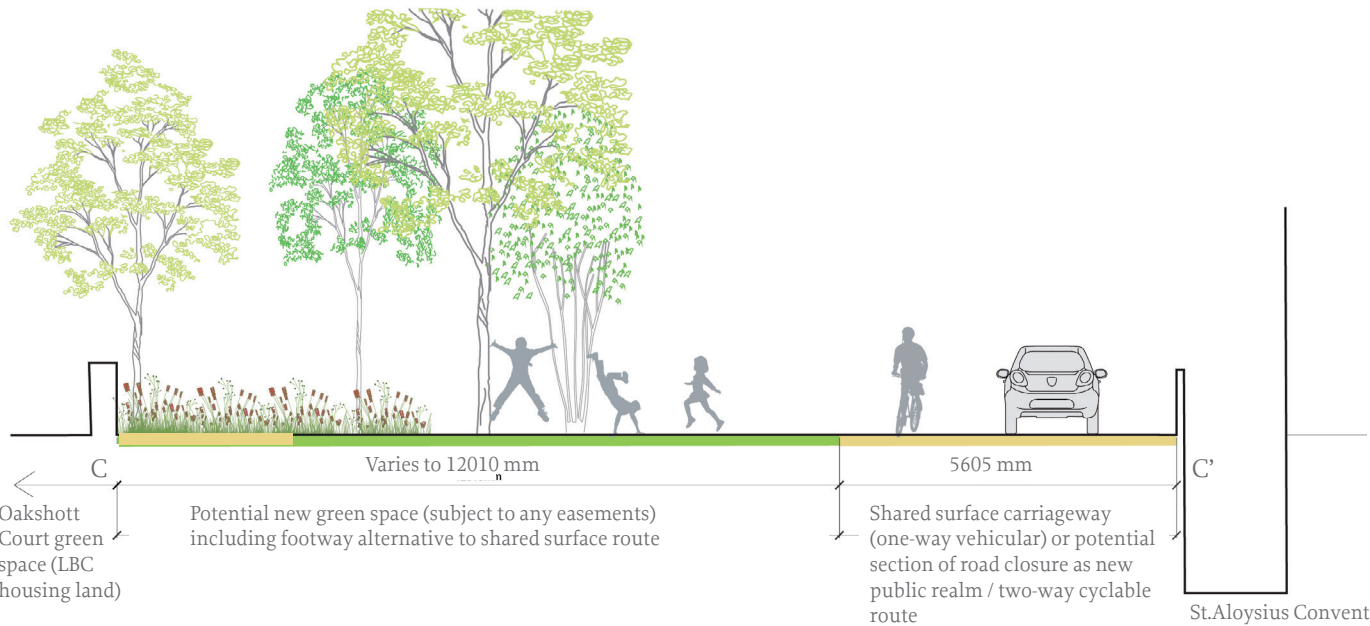 C
Varies to 12010 mm
5605 mm
C’
Oakshott
Court green
space (LBC
housing land)
Potential new green space (subject to any easements)
including footway alternative to shared surface route
Shared surface carriageway
(one-way vehicular) or potential
section of road closure as new
public realm / two-way cyclable
route
St.Aloysius Convent